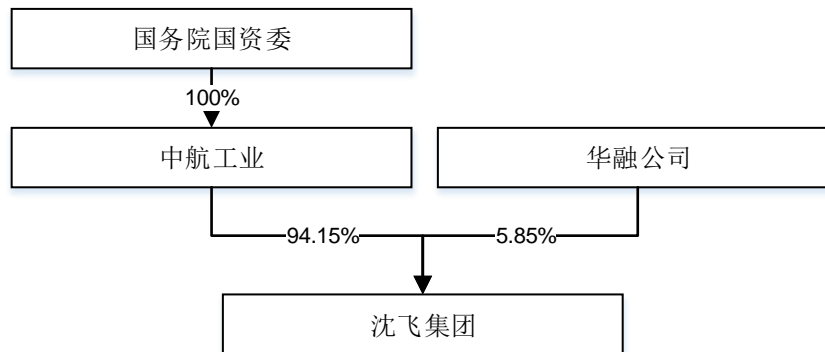 国务院国资委
100%
中航工业
华融公司
94.15%
5.85%
沈飞集团